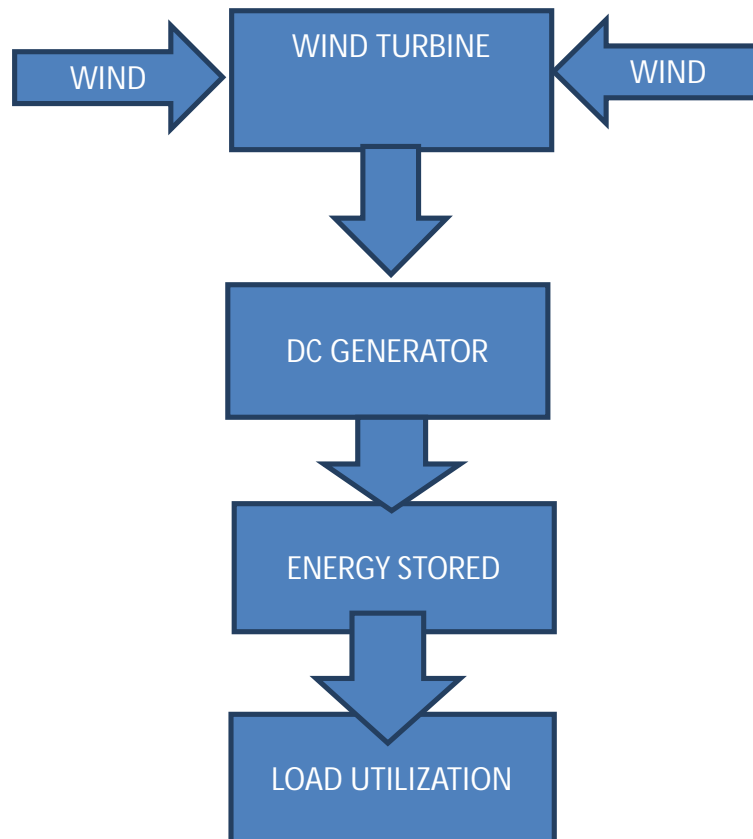 WIND TURBINE
WIND
WIND
DC GENERATOR
ENERGY STORED
LOAD UTILIZATION